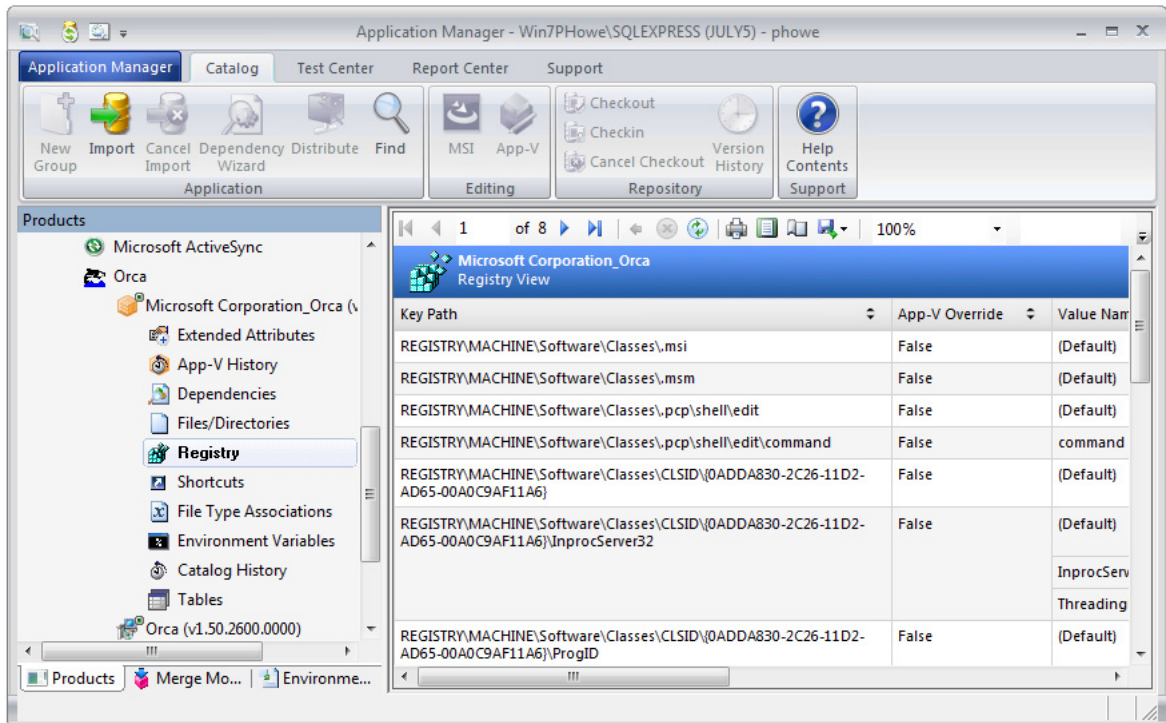 Application Manager - Win7PHowe\SQLEXPRESS (JULY5) - phowe
Application Manager Catalog Test Center Report Center Support
New Group
Import
Cancel Import
Dependency Wizard
Distribute
Find
Application
MSI
App-V
Editing
Checkout
Checkin
Cancel Checkout
Version History
Repository
Help Contents
Support
Products
Microsoft ActiveSync
Orca
Microsoft Corporation_Orca (v
Extended Attributes
App-V History
Dependencies
Files/Directories
Registry
Shortcuts
File Type Associations
Environment Variables
Catalog History
Tables
Orca (v1.50.2600.0000)
Products Merge Mo... Environme...
1 of 8 100%
Microsoft Corporation_Orca
Registry View
Key Path App-V Override Value Nam
REGISTRY\MACHINE\Software\Classes\.msi False (Default)
REGISTRY\MACHINE\Software\Classes\.msm False (Default)
REGISTRY\MACHINE\Software\Classes\.pcp\shell\edit False (Default)
REGISTRY\MACHINE\Software\Classes\.pcp\shell\edit\command False command
REGISTRY\MACHINE\Software\Classes\CLSID\{0ADDA830-2C26-11D2- False (Default)
AD65-00A0C9AF11A6}
REGISTRY\MACHINE\Software\Classes\CLSID\{0ADDA830-2C26-11D2- False (Default)
AD65-00A0C9AF11A6}\InprocServer32
InprocServ
Threading
REGISTRY\MACHINE\Software\Classes\CLSID\{0ADDA830-2C26-11D2- False (Default)
AD65-00A0C9AF11A6}\ProgID